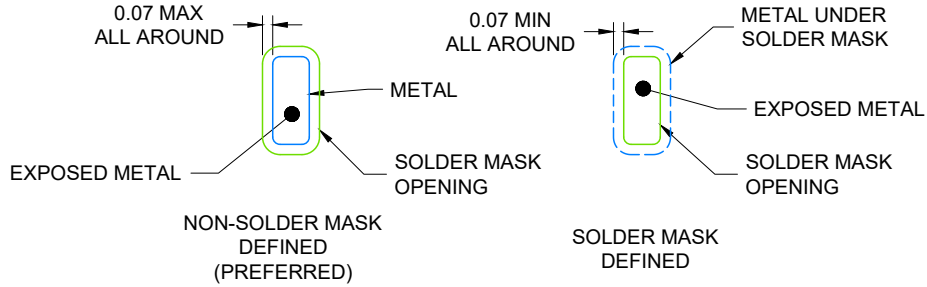 0.07 MAX
ALL AROUND
METAL
EXPOSED METAL
SOLDER MASK
OPENING
NON-SOLDER MASK
DEFINED
(PREFERRED)
0.07 MIN
ALL AROUND
METAL UNDER
SOLDER MASK
EXPOSED METAL
SOLDER MASK
OPENING
SOLDER MASK
DEFINED